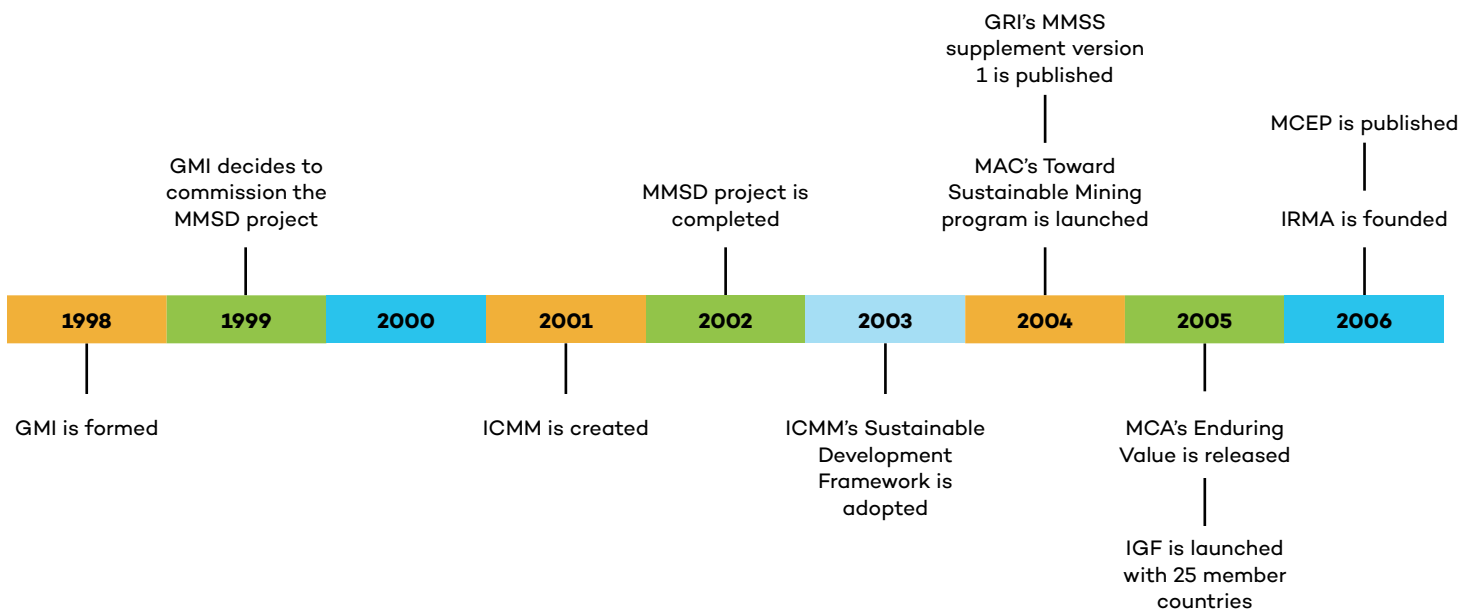 GRI's MMSS
supplement version
1 is published
MCEP is published
GMI decides to
commission the
MMSD project
MMSD project is
completed
MAC's Toward
Sustainable Mining
program is launched
IRMA is founded
1998
1999
2000
2001
2002
2003
2004
2005
2006
GMI is formed
ICMM is created
ICMM's Sustainable
Development
Framework is
adopted
MCA's Enduring
Value is released
IGF is launched
with 25 member
countries